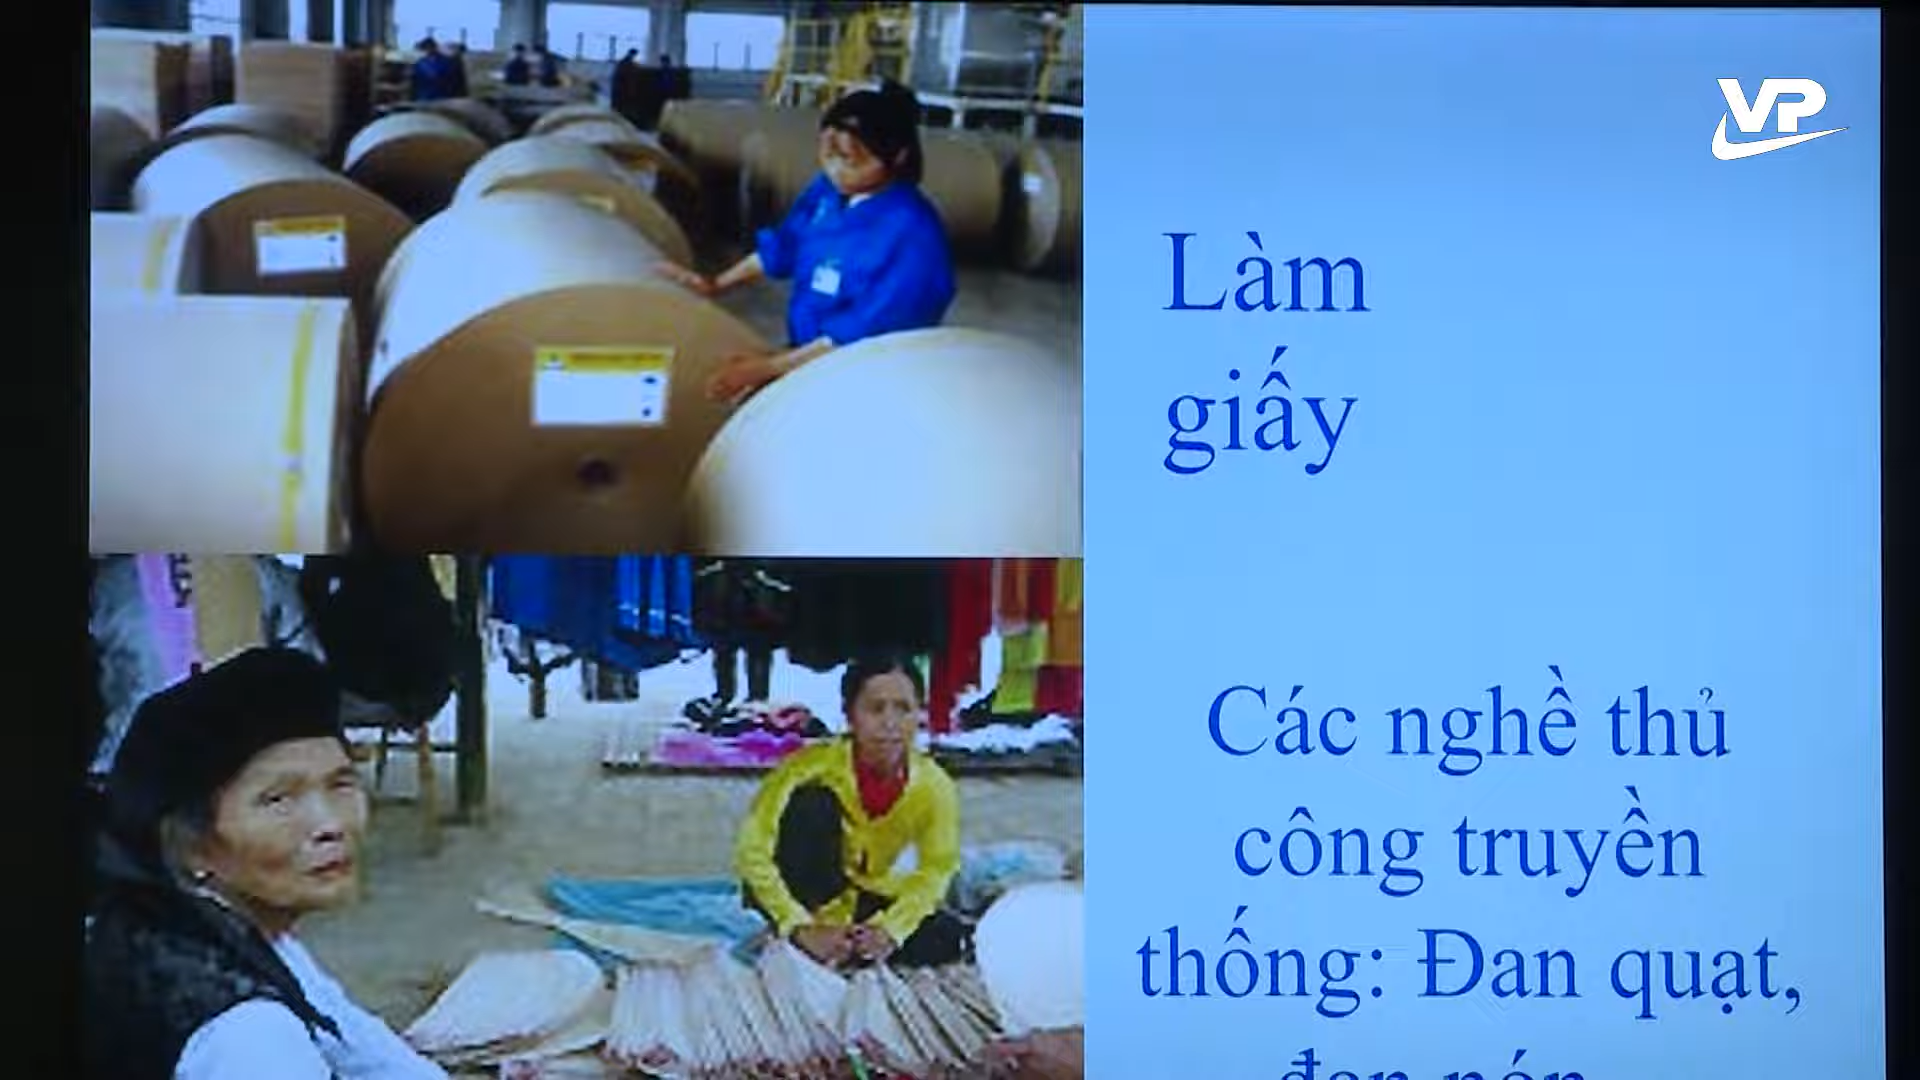 VP
Làm
giấy
Các nghề thủ
công truyền
thống: Đan quạt,